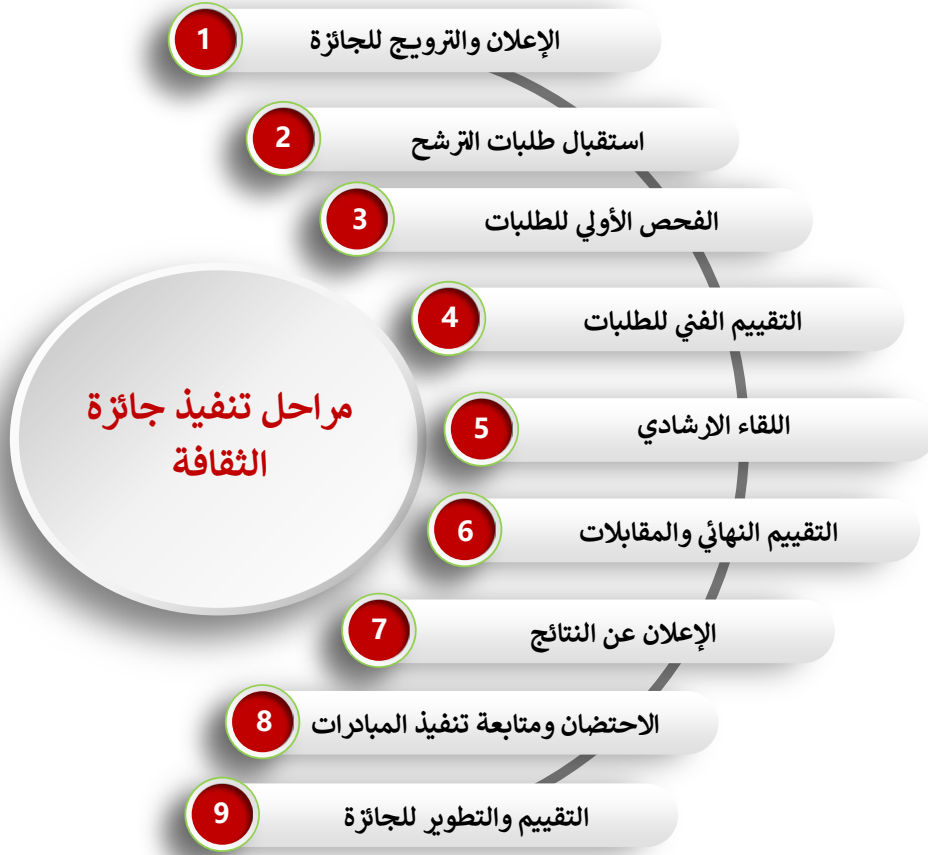 1 الإعلان والترويج للجائزة
2 استقبال طلبات الترشح
3 الفحص الأولي للطلبات
4 التقييم الفني للطلبات
5 اللقاء الارشادي
6 التقييم النهائي والمقابلات
7 الإعلان عن النتائج
8 الاحتضان ومتابعة تنفيذ المبادرات
9 التقييم والتطوير للجائزة
مراحل تنفيذ جائزة
الثقافة